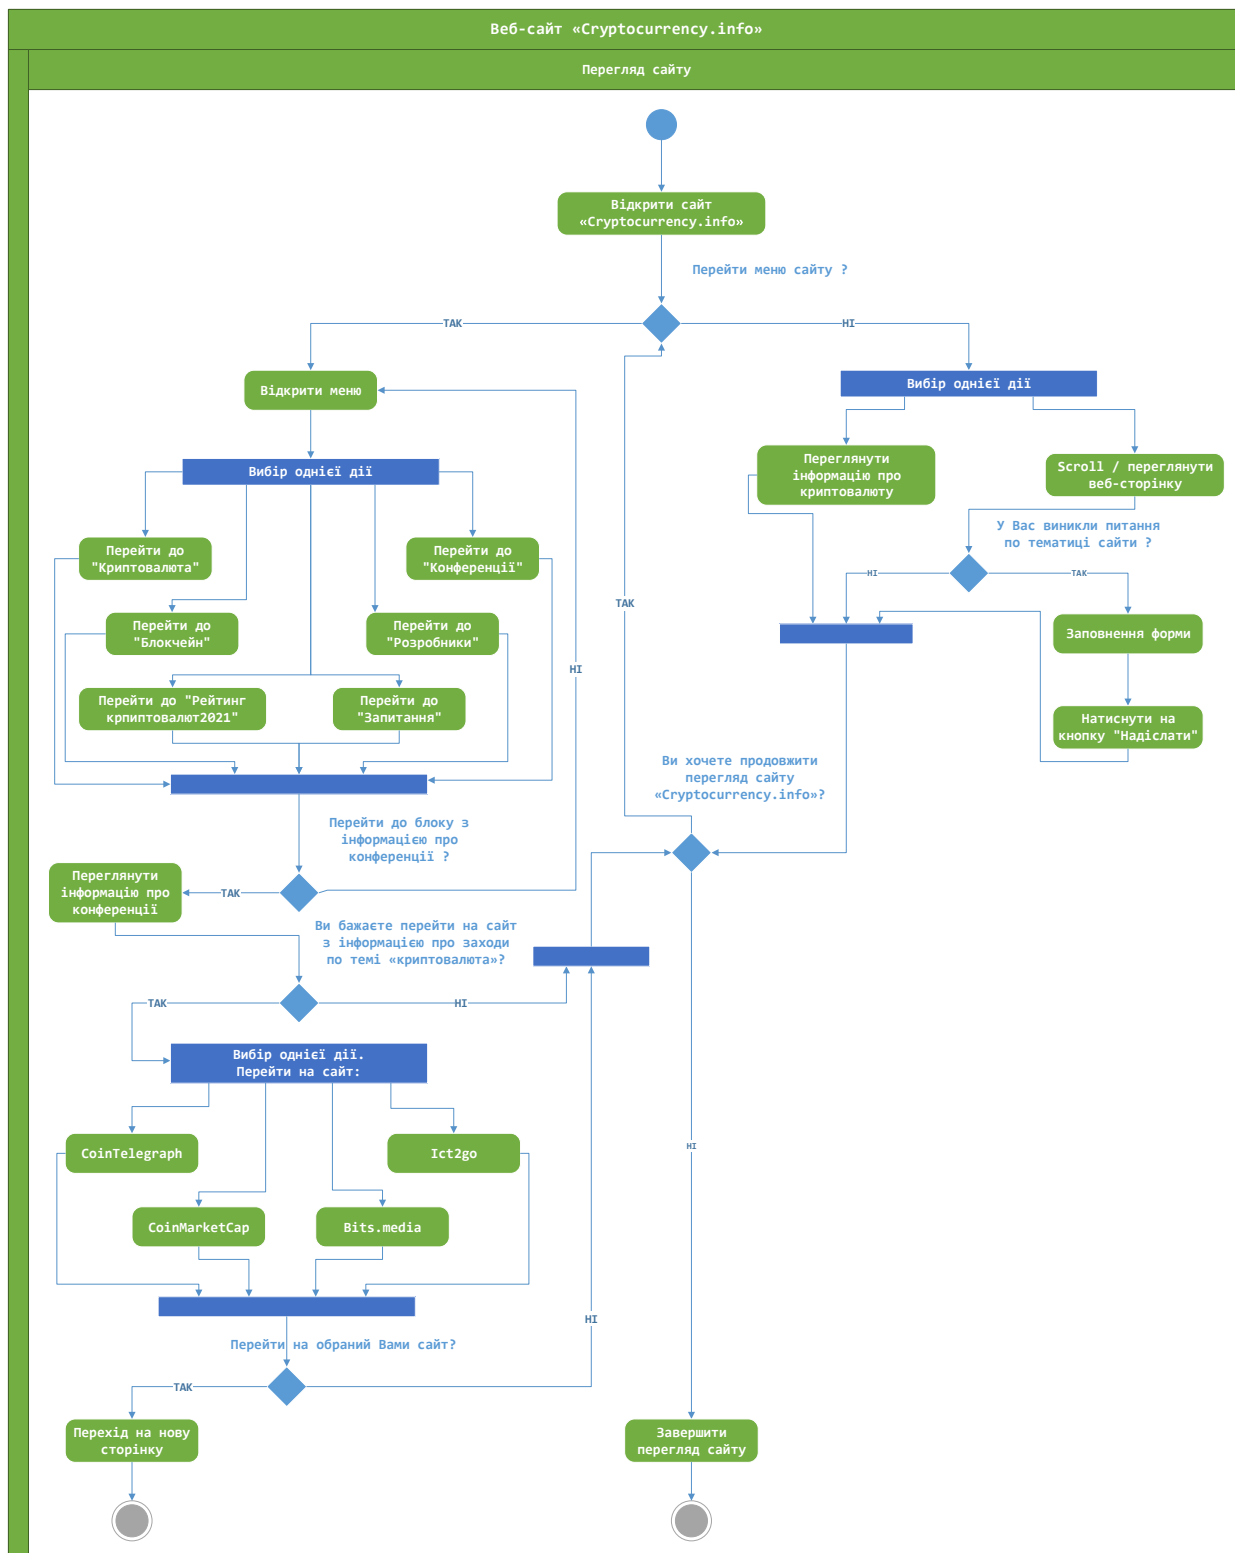 Веб-сайт «Cryptocurrency.info»
Перегляд сайту
Відкрити сайт
«Cryptocurrency.info»
Перейти меню сайту ?
ТАК
НІ
Відкрити меню
Вибір однієї дії
Вибір однієї дії
Переглянути
інформацію про
криптовалюту
Scroll / переглянути
веб-сторінку
У Вас виникли питання
по тематиці сайти ?
Перейти до
"Криптовалюта"
Перейти до
"Конференції"
НІ
ТАК
ТАК
Перейти до
"Блокчейн"
Перейти до
"Розробники"
Заповнення форми
НІ
Перейти до "Рейтинг
крпиптовалют2021"
Перейти до
"Запитання"
Натиснути на
кнопку "Надіслати"
Ви хочете продовжити
перегляд сайту
«Cryptocurrency.info»?
Перейти до блоку з
інформацією про
конференції ?
Переглянути
інформацію про
конференції
ТАК
Ви бажаєте перейти на сайт
з інформацією про заходи
по темі «криптовалюта»?
ТАК
НІ
Вибір однієї дії.
Перейти на сайт:
CoinTelegraph
Ict2go
НІ
CoinMarketCap
Bits.media
НІ
Перейти на обраний Вами сайт?
ТАК
Перехід на нову
сторінку
Завершити
перегляд сайту